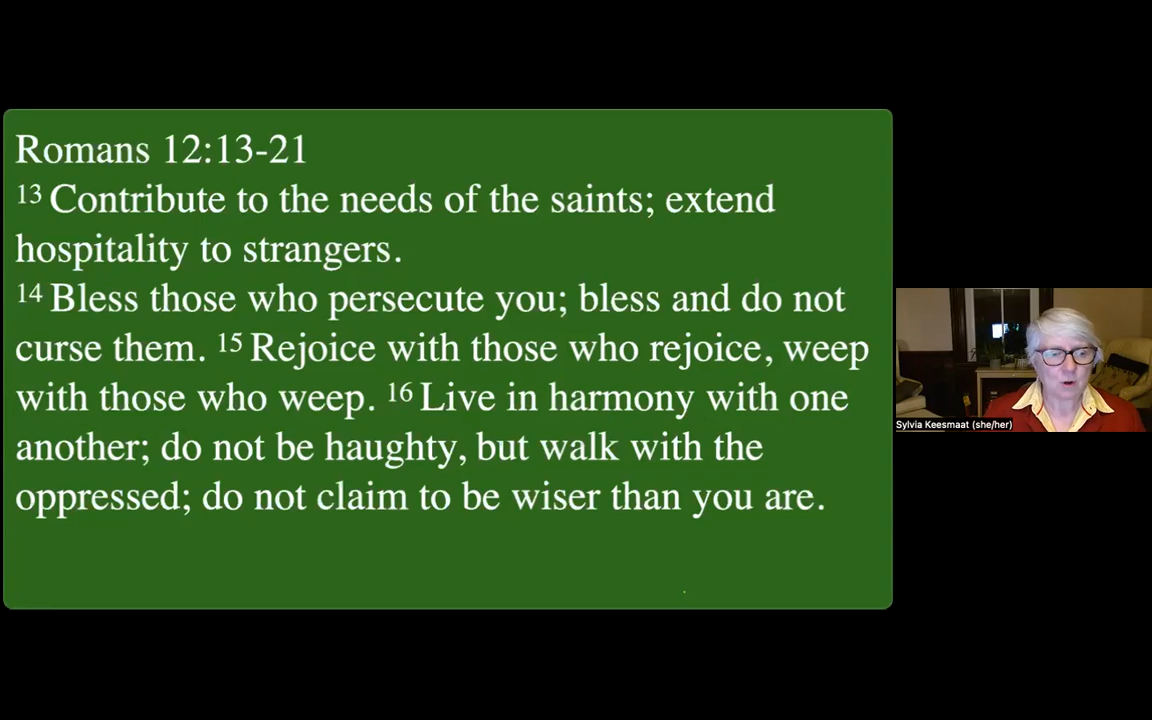 Romans 12:13-21
13 Contribute to the needs of the saints; extend
hospitality to strangers.
14 Bless those who persecute you; bless and do not
curse them. 15 Rejoice with those who rejoice, weep
with those who weep. 16 Live in harmony with one
another; do not be haughty, but walk with the
oppressed; do not claim to be wiser than you are.
Sylvia Keesmaat (she/her)